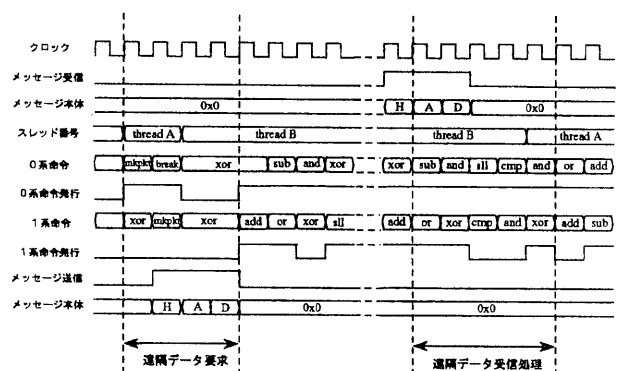 クロック
メッセージ受信
メッセージ本体 0x0 H A D 0x0
スレッド番号 thread A thread B thread B thread A
0系命令 mkpkt break xor sub and xor xor sub and sll cmp and or add
0系命令発行
1系命令 xor mkpkt xor add or xor sll add or xor cmp and xor add sub
1系命令発行
メッセージ送信
メッセージ本体 H A D 0x0 0x0
遠隔データ要求 遠隔データ受信処理